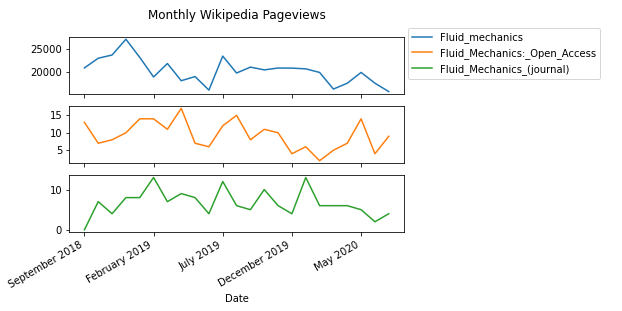 Monthly Wikipedia Pageviews
Fluid_mechanics
Fluid_Mechanics:_Open_Access
Fluid_Mechanics_(journal)
25000
20000
15
10
5
10
0
September 2018
February 2019
July 2019
December 2019
May 2020
Date